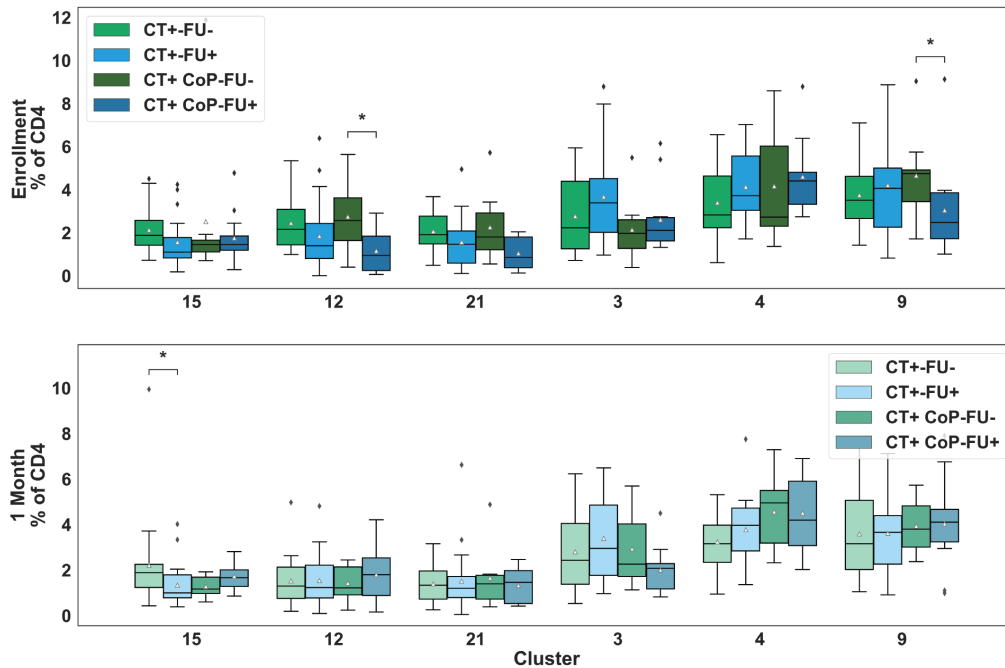 12
10
8
6
4
2
0
Enrollment
% of CD4
CT+-FU-
CT+-FU+
CT+ CoP-FU-
CT+ CoP-FU+
*
*
15 12 21 3 4 9
10
8
6
4
2
0
1 Month
% of CD4
*
CT+-FU-
CT+-FU+
CT+ CoP-FU-
CT+ CoP-FU+
15 12 21 3 4 9
Cluster